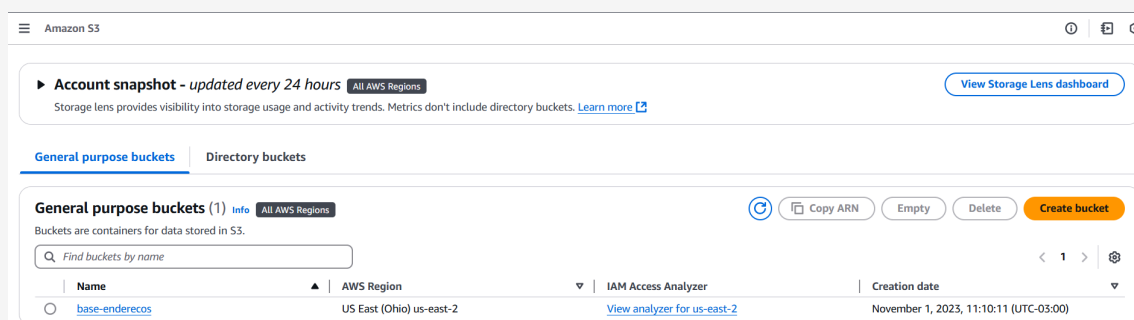 Amazon S3
Account snapshot - updated every 24 hours All AWS Regions View Storage Lens dashboard
Storage lens provides visibility into storage usage and activity trends. Metrics don't include directory buckets. Learn more
General purpose buckets Directory buckets
General purpose buckets (1) Info All AWS Regions Copy ARN Empty Delete Create bucket
Buckets are containers for data stored in S3.
Find buckets by name 1
Name AWS Region IAM Access Analyzer Creation date
base-enderecos US East (Ohio) us-east-2 View analyzer for us-east-2 November 1, 2023, 11:10:11 (UTC-03:00)